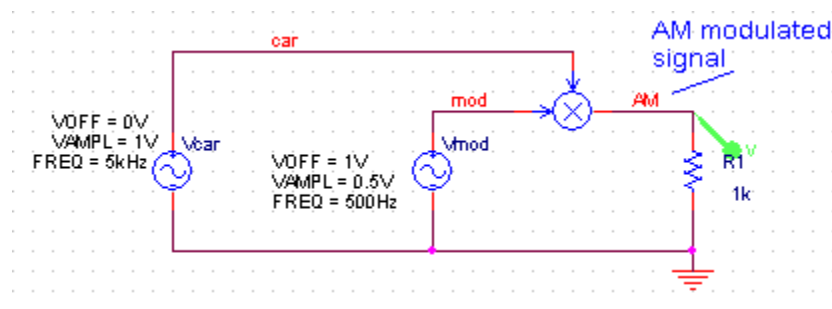 car
AM modulated
signal
mod
AM
VOFF = 0V
VAMPL = 1V
FREQ = 5kHz
Vcar
VOFF = 1V
VAMPL = 0.5V
FREQ = 500Hz
Vmod
V
R1
1k